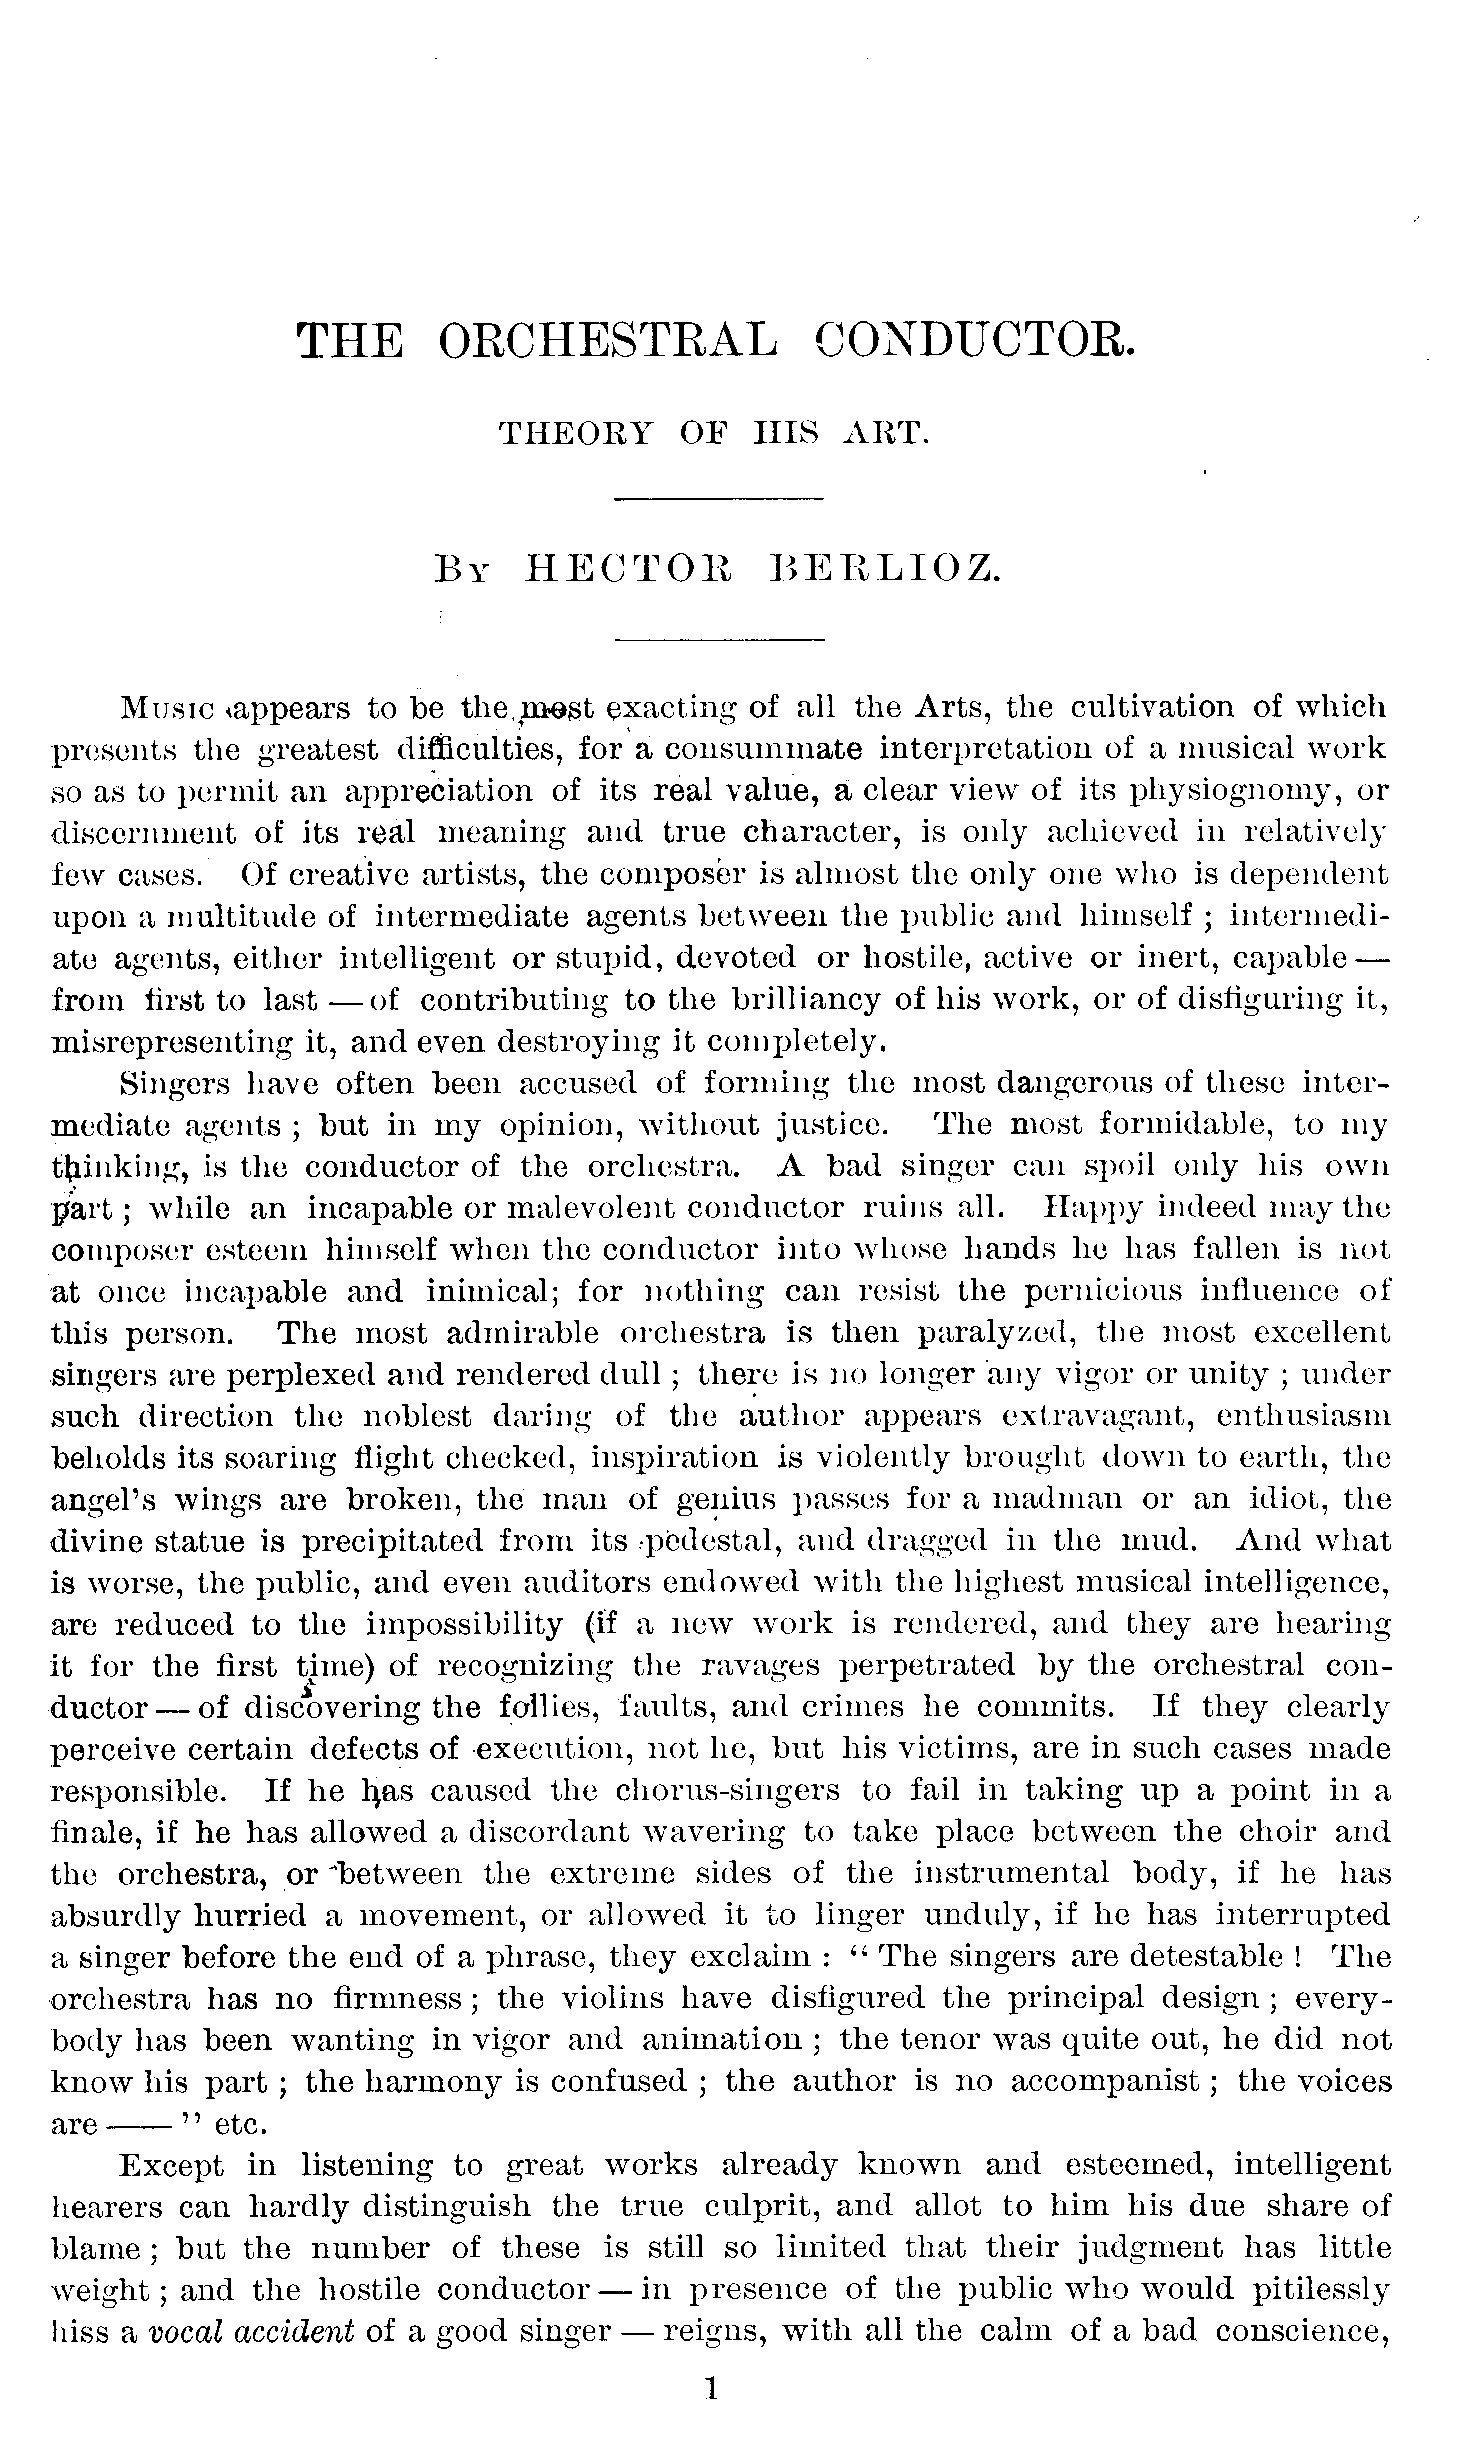 THE ORCHESTRAL CONDUCTOR.
THEORY OF HIS ART.
BY HECTOR BERLIOZ.
MUSIC appears to be the most exacting of all the Arts, the cultivation of which
presents the greatest difficulties, for a consummate interpretation of a musical work
so as to permit an appreciation of its real value, a clear view of its physiognomy, or
discernment of its real meaning and true character, is only achieved in relatively
few cases. Of creative artists, the composer is almost the only one who is dependent
upon a multitude of intermediate agents between the public and himself ; intermedi-
ate agents, either intelligent or stupid, devoted or hostile, active or inert, capable —
from first to last — of contributing to the brilliancy of his work, or of disfiguring it,
misrepresenting it, and even destroying it completely.
Singers have often been accused of forming the most dangerous of these inter-
mediate agents ; but in my opinion, without justice. The most formidable, to my
thinking, is the conductor of the orchestra. A bad singer can spoil only his own
part ; while an incapable or malevolent conductor ruins all. Happy indeed may the
composer esteem himself when the conductor into whose hands he has fallen is not
at once incapable and inimical; for nothing can resist the pernicious influence of
this person. The most admirable orchestra is then paralyzed, the most excellent
singers are perplexed and rendered dull ; there is no longer any vigor or unity ; under
such direction the noblest daring of the author appears extravagant, enthusiasm
beholds its soaring flight checked, inspiration is violently brought down to earth, the
angel's wings are broken, the man of genius passes for a madman or an idiot, the
divine statue is precipitated from its pedestal, and dragged in the mud. And what
is worse, the public, and even auditors endowed with the highest musical intelligence,
are reduced to the impossibility (if a new work is rendered, and they are hearing
it for the first time) of recognizing the ravages perpetrated by the orchestral con-
ductor — of discovering the follies, faults, and crimes he commits. If they clearly
perceive certain defects of execution, not he, but his victims, are in such cases made
responsible. If he has caused the chorus-singers to fail in taking up a point in a
finale, if he has allowed a discordant wavering to take place between the choir and
the orchestra, or between the extreme sides of the instrumental body, if he has
absurdly hurried a movement, or allowed it to linger unduly, if he has interrupted
a singer before the end of a phrase, they exclaim : “ The singers are detestable ! The
orchestra has no firmness ; the violins have disfigured the principal design ; every-
body has been wanting in vigor and animation ; the tenor was quite out, he did not
know his part ; the harmony is confused ; the author is no accompanist ; the voices
are —— ” etc.
Except in listening to great works already known and esteemed, intelligent
hearers can hardly distinguish the true culprit, and allot to him his due share of
blame ; but the number of these is still so limited that their judgment has little
weight ; and the hostile conductor — in presence of the public who would pitilessly
hiss a vocal accident of a good singer — reigns, with all the calm of a bad conscience,
1